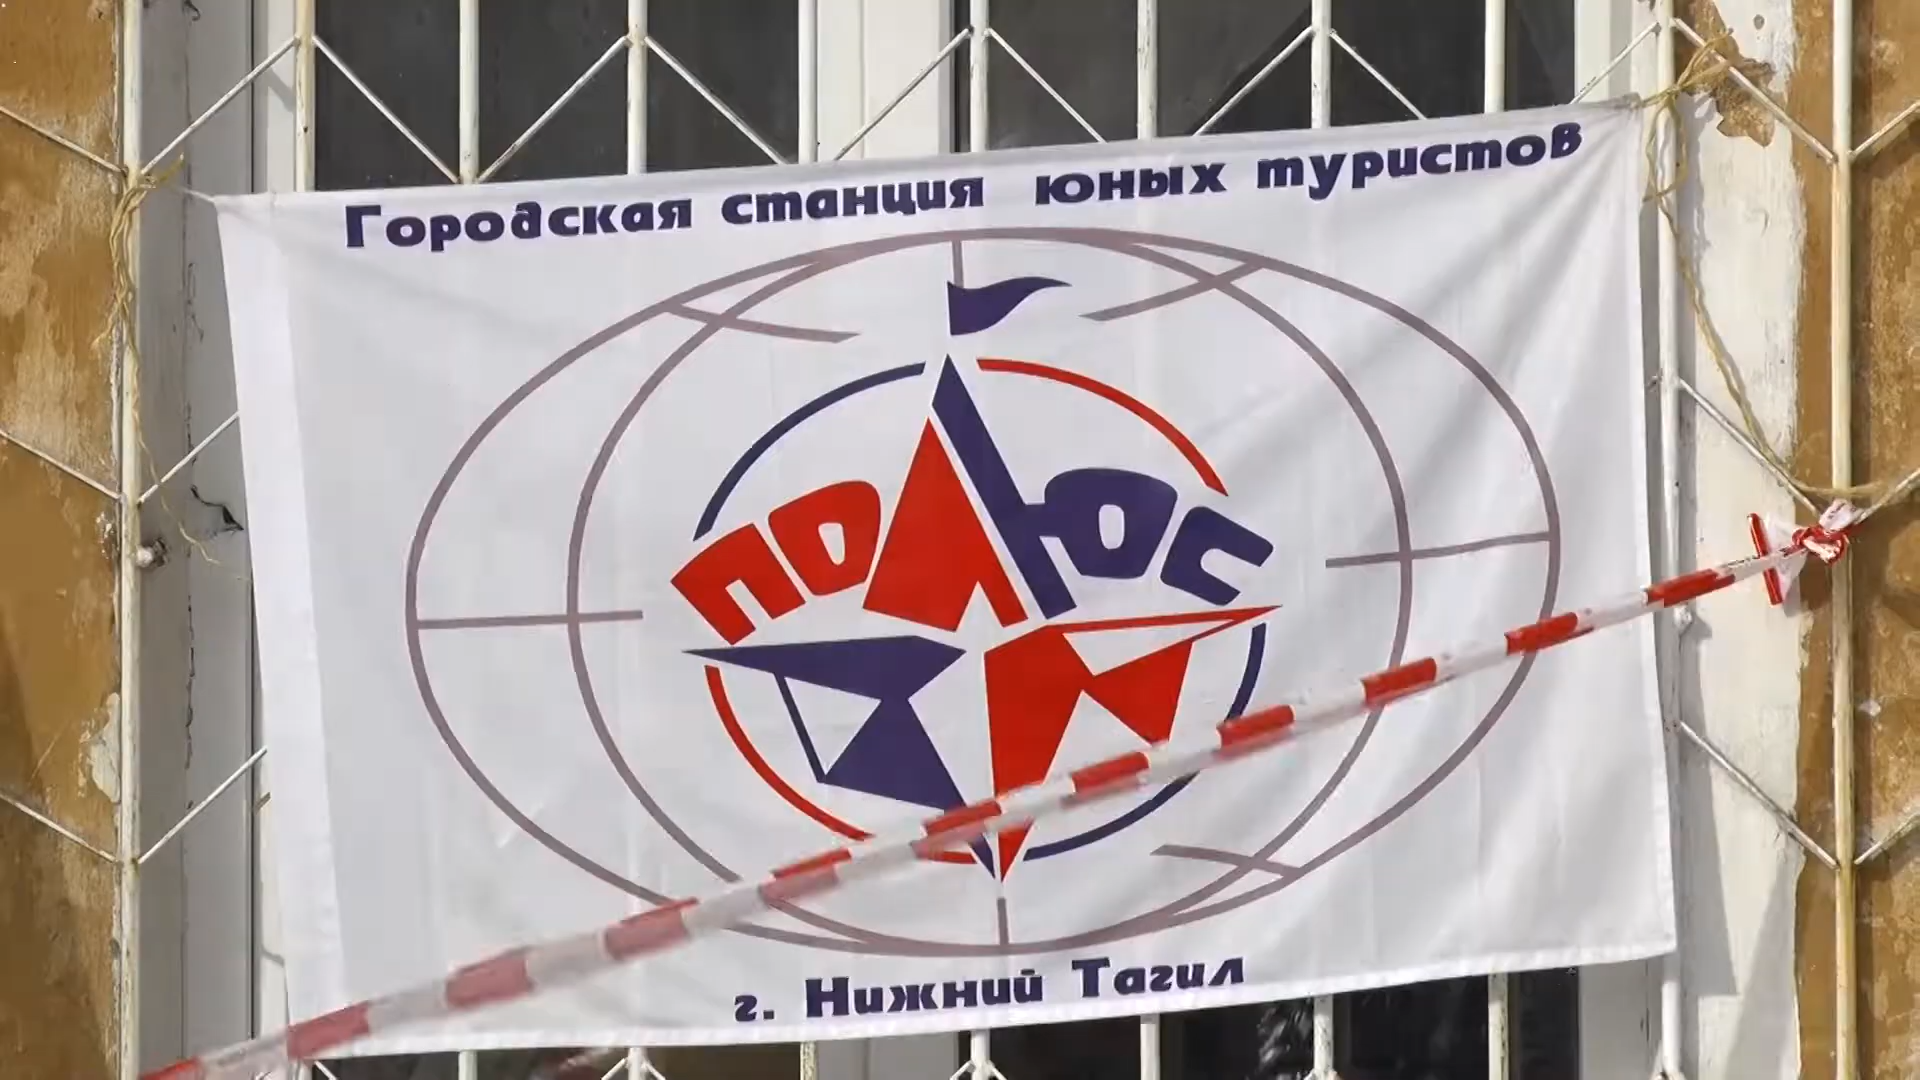 Городская станция юных туристов
ПОЛЮС
г. Нижний Тагил